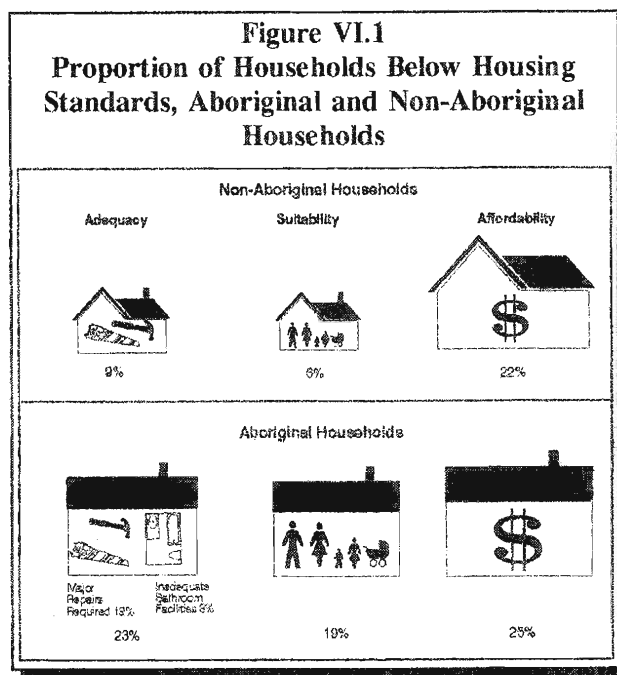 Figure VI.1
Proportion of Households Below Housing
Standards, Aboriginal and Non-Aboriginal
Households
Non-Aboriginal Households
Adequacy Suitability Affordability
$
9% 6% 22%
Aboriginal Households
$
Major Inadequate
Repairs Bathroom
Required Facilities
23% 19% 25%